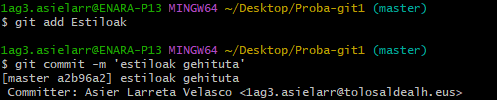 1ag3.asielarr@ENARA-P13 MINGW64 ~/Desktop/Proba-git1 (master)
$ git add Estiloak
1ag3.asielarr@ENARA-P13 MINGW64 ~/Desktop/Proba-git1 (master)
$ git commit -m 'estiloak gehituta'
[master a2b96a2] estiloak gehituta
 Committer: Asier Larreta Velasco <1ag3.asielarr@tolosaldealh.eus>